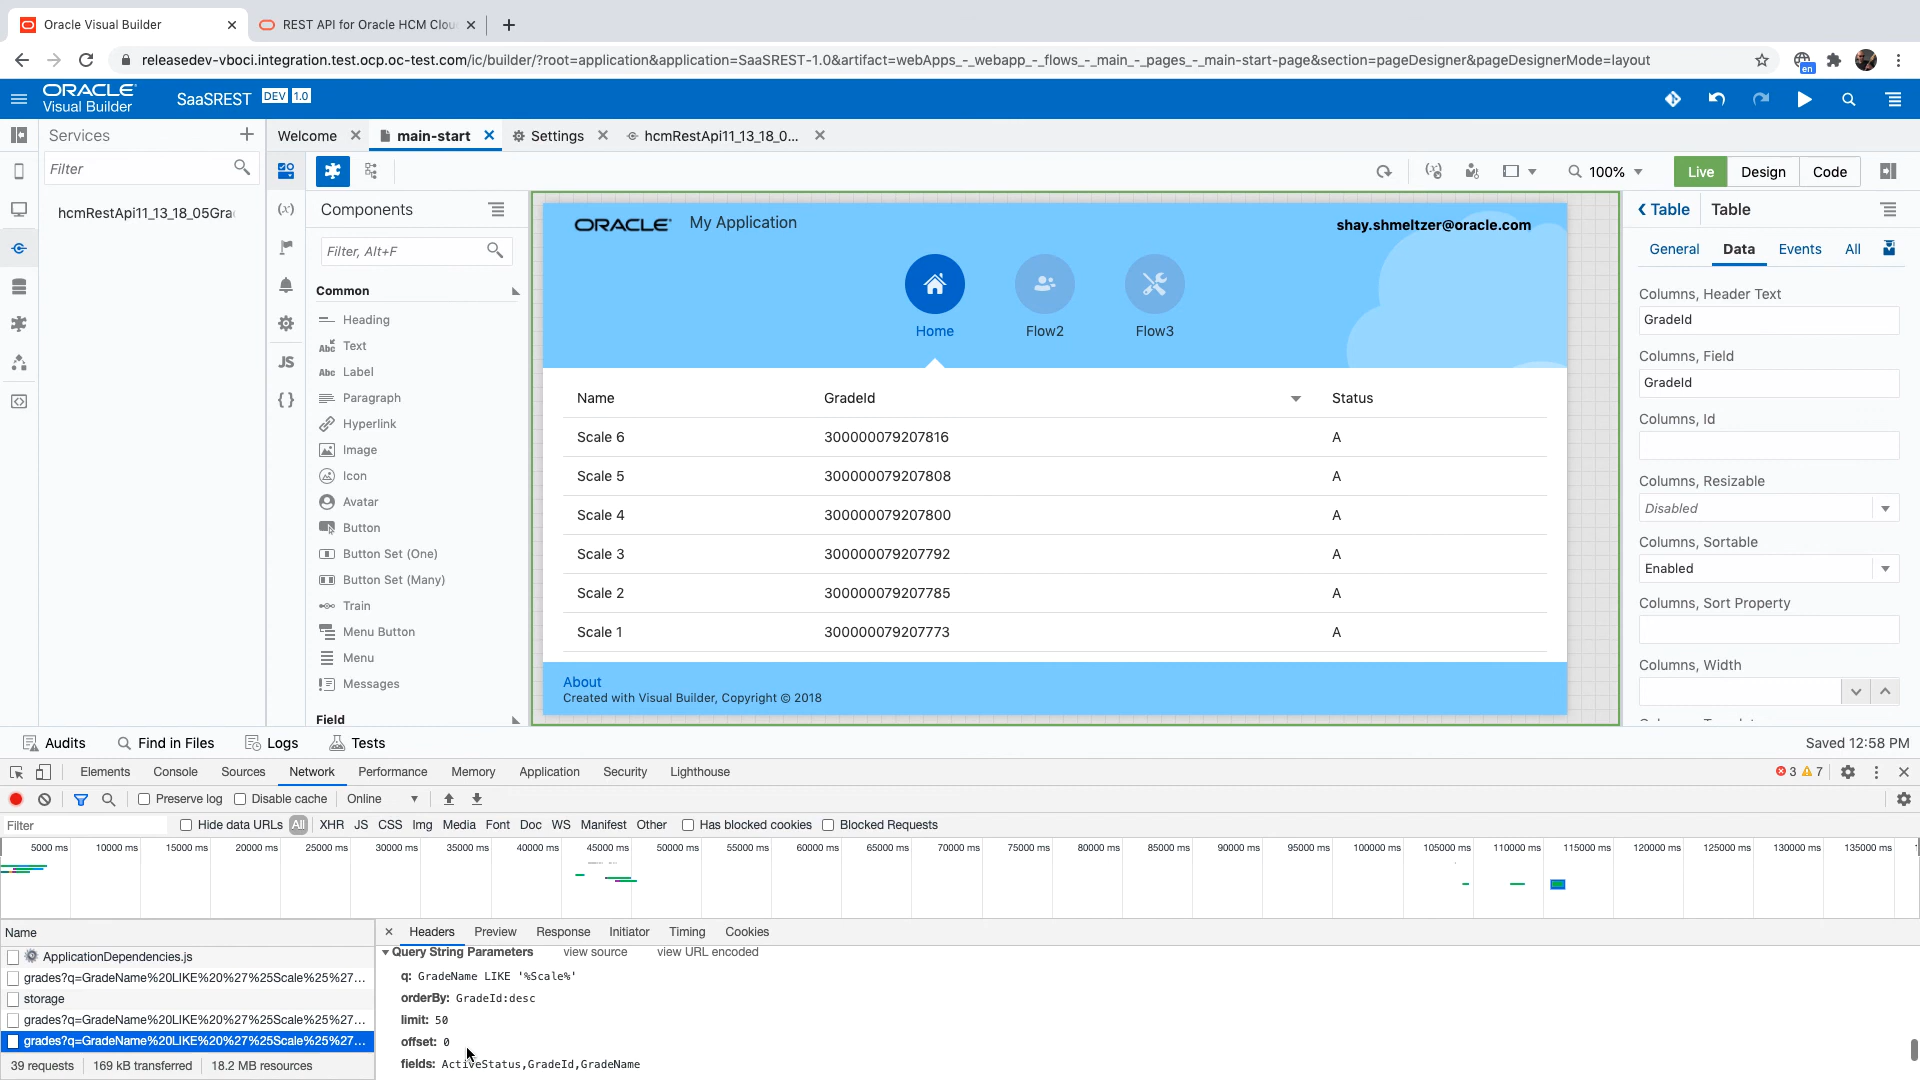 Oracle Visual Builder
REST API for Oracle HCM Clou
releasedev-vboci.integration.test.ocp.oc-test.com/ic/builder/?root=application&application=SaaSREST-1.0&artifact=webApps_-_webapp_-_flows_-_main_-_pages_-_main-start-page&section=pageDesigner&pageDesignerMode=layout
en
ORACLE
Visual Builder
SaaSREST
DEV
1.0
Services
Welcome
main-start
Settings
hcmRestApi11_13_18_0...
Filter
100%
Live
Design
Code
hcmRestApi11_13_18_05Gra
(x)
JS
{ }
Components
Filter, Alt+F
Common
Heading
Abc
Text
Abc
Label
Paragraph
Hyperlink
Image
Icon
Avatar
Button
Button Set (One)
Button Set (Many)
Train
Menu Button
Menu
Messages
Field
ORACLE
My Application
shay.shmeltzer@oracle.com
Home
Flow2
Flow3
Name GradeId Status
Scale 6 300000079207816 A
Scale 5 300000079207808 A
Scale 4 300000079207800 A
Scale 3 300000079207792 A
Scale 2 300000079207785 A
Scale 1 300000079207773 A
About
Created with Visual Builder, Copyright © 2018
Table
Table
General
Data
Events
All
Columns, Header Text
GradeId
Columns, Field
GradeId
Columns, Id
Columns, Resizable
Disabled
Columns, Sortable
Enabled
Columns, Sort Property
Columns, Width
Audits
Find in Files
Logs
Tests
Saved 12:58 PM
Elements
Console
Sources
Network
Performance
Memory
Application
Security
Lighthouse
3
7
Preserve log
Disable cache
Online
Filter
Hide data URLs
All
XHR
JS
CSS
Img
Media
Font
Doc
WS
Manifest
Other
Has blocked cookies
Blocked Requests
5000 ms
10000 ms
15000 ms
20000 ms
25000 ms
30000 ms
35000 ms
40000 ms
45000 ms
50000 ms
55000 ms
60000 ms
65000 ms
70000 ms
75000 ms
80000 ms
85000 ms
90000 ms
95000 ms
100000 ms
105000 ms
110000 ms
115000 ms
120000 ms
125000 ms
130000 ms
135000 ms
Name
ApplicationDependencies.js
grades?q=GradeName%20LIKE%20%27%25Scale%25%27...
storage
grades?q=GradeName%20LIKE%20%27%25Scale%25%27...
grades?q=GradeName%20LIKE%20%27%25Scale%25%27...
39 requests
169 kB transferred
18.2 MB resources
Headers
Preview
Response
Initiator
Timing
Cookies
Query String Parameters
view source
view URL encoded
q: GradeName LIKE '%Scale%'
orderBy: GradeId:desc
limit: 50
offset: 0
fields: ActiveStatus,GradeId,GradeName